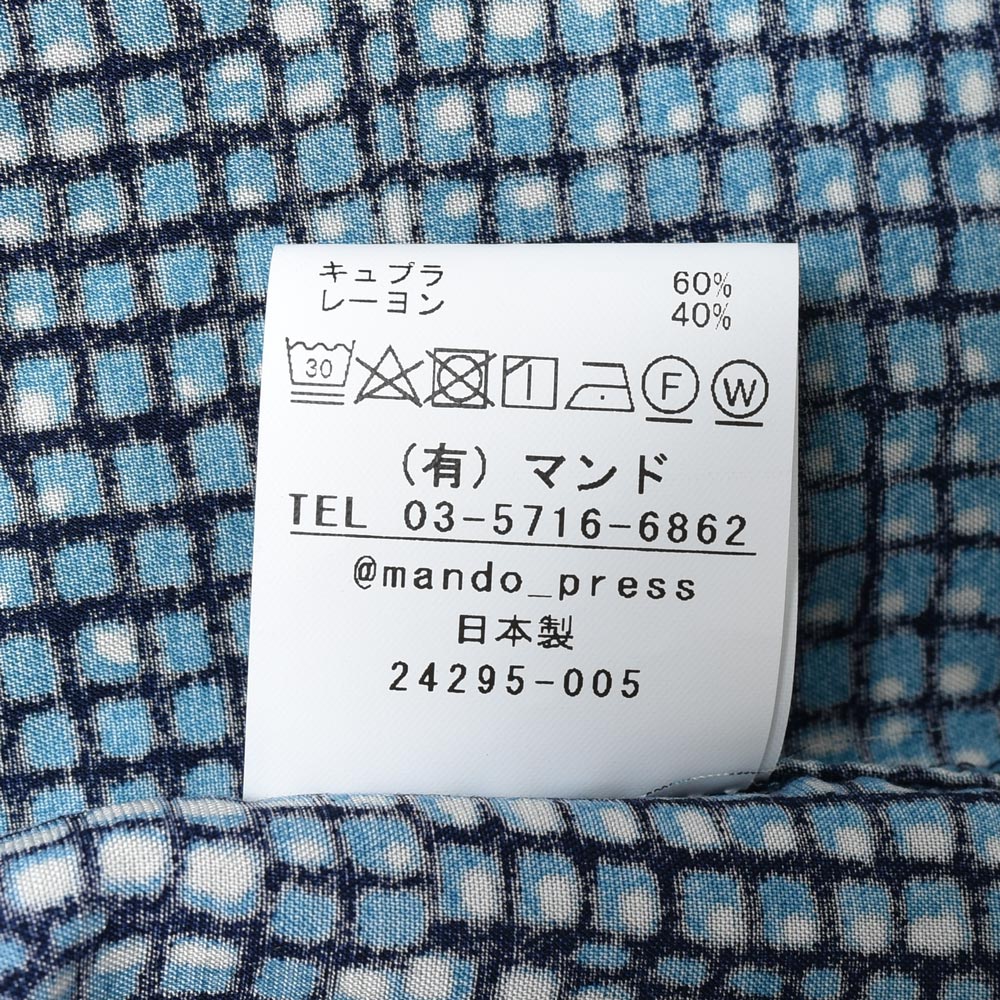 キュプラ 60%
レーヨン 40%
30 F W
(有) マンド
TEL 03-5716-6862
@mando_press
日本製
24295-005